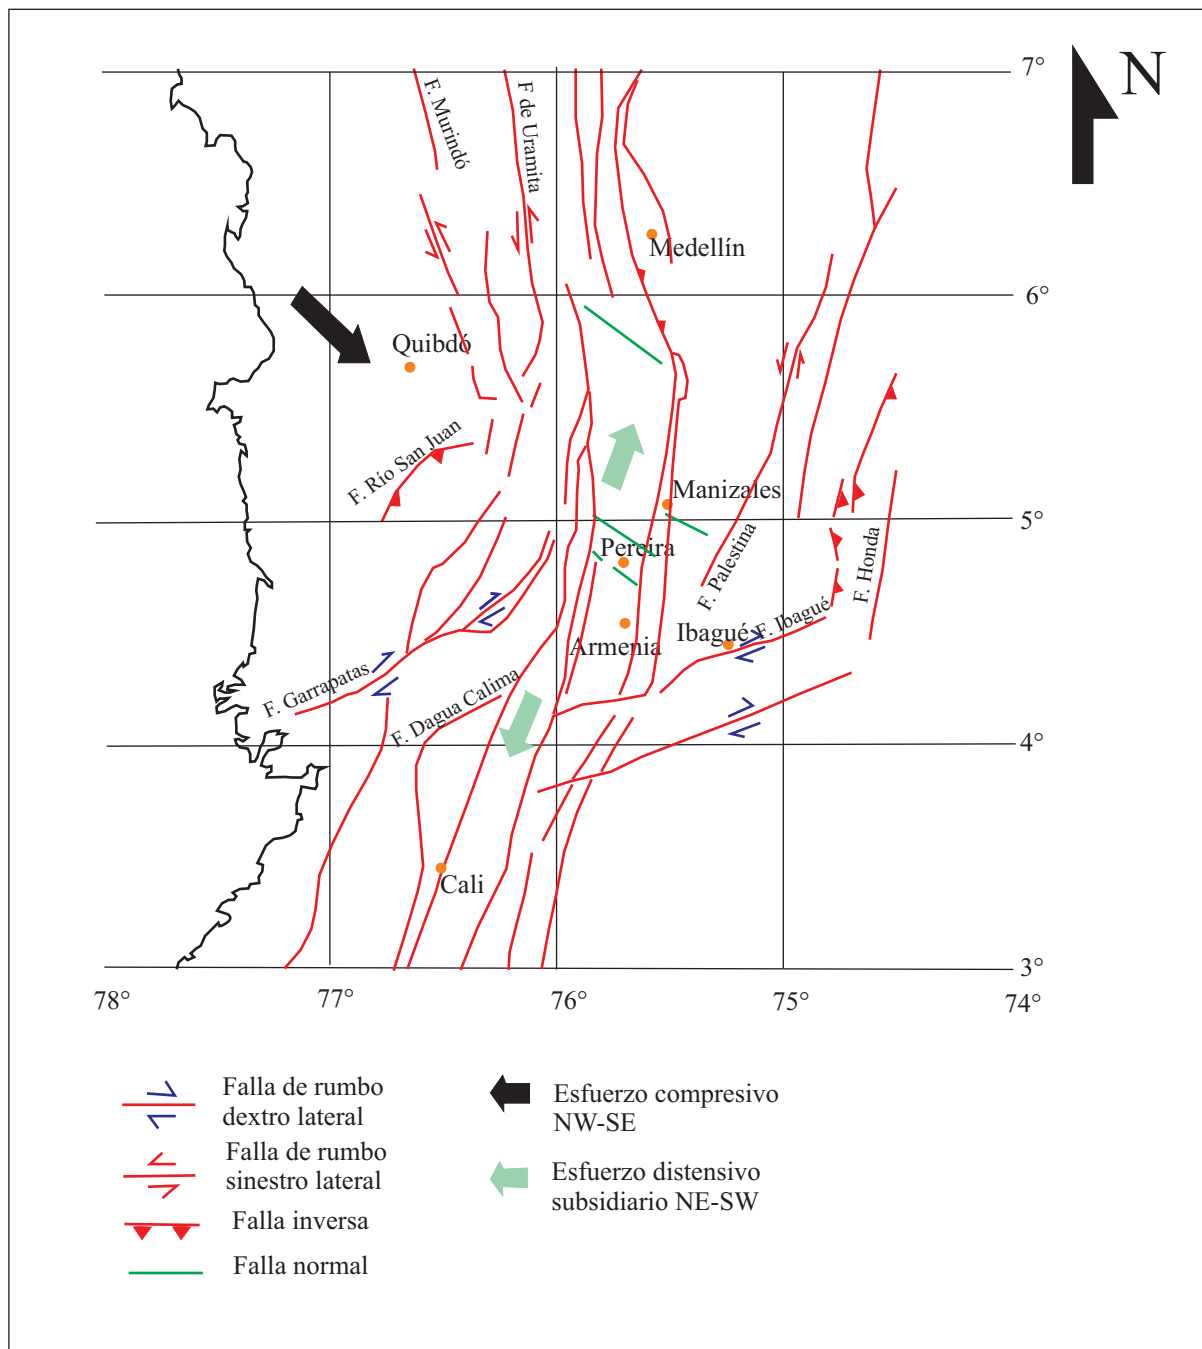 N
7°
F. Murindó
F de Uramita
Medellín
6°
Quibdó
F. Río San Juan
Manizales
5°
Pereira
F. Palestina
F. Honda
Armenia
Ibagué
F. Ibagué
F. Garrapatas
F. Dagua Calima
4°
Cali
3°
78°
77°
76°
75°
74°
Falla de rumbo
dextro lateral
Falla de rumbo
sinestro lateral
Falla inversa
Falla normal
Esfuerzo compresivo
NW-SE
Esfuerzo distensivo
subsidiario NE-SW